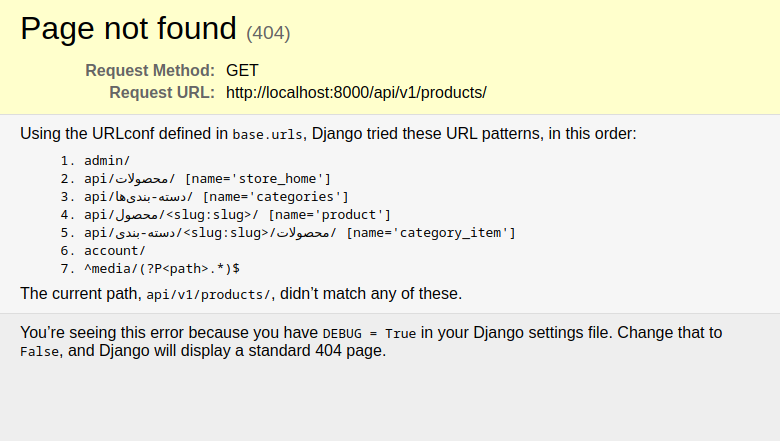 Page not found (404)
Request Method: GET
Request URL: http://localhost:8000/api/v1/products/
Using the URLconf defined in base.urls, Django tried these URL patterns, in this order:
1. admin/
2. api/محصولات/ [name='store_home']
3. api/دسته-بندی‌ها/ [name='categories']
4. api/محصول/<slug:slug>/ [name='product']
5. api/دسته-بندی/<slug:slug>/محصولات/ [name='category_item']
6. account/
7. ^media/(?P<path>.*)$
The current path, api/v1/products/, didn’t match any of these.
You’re seeing this error because you have DEBUG = True in your Django settings file. Change that to
False, and Django will display a standard 404 page.